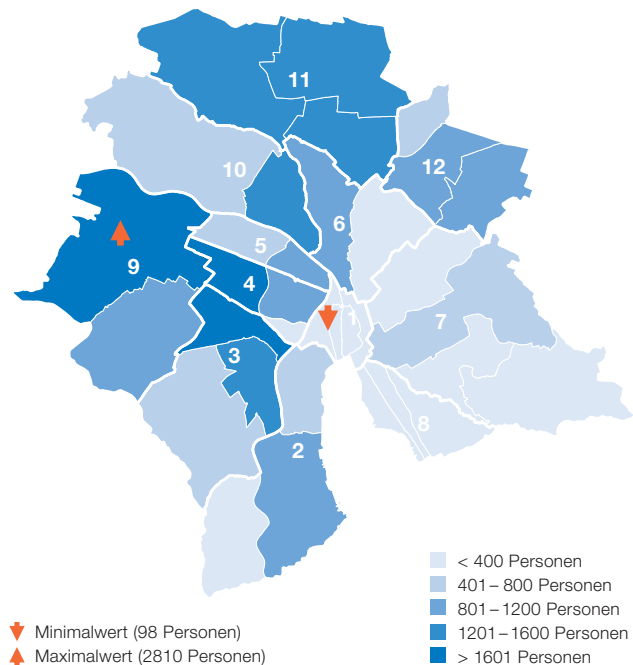 11
10
12
6
5
9
4
1
7
3
8
2
< 400 Personen
401–800 Personen
801–1200 Personen
1201–1600 Personen
> 1601 Personen
Minimalwert (98 Personen)
Maximalwert (2810 Personen)